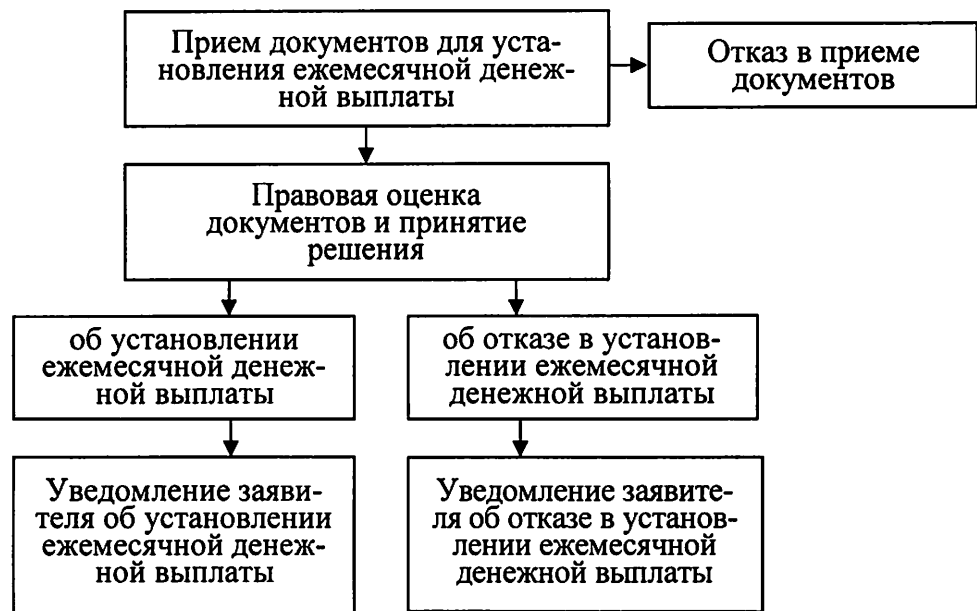 Прием документов для уста-
новления ежемесячной денеж-
ной выплаты
Отказ в приеме
документов
Правовая оценка
документов и принятие
решения
об установлении
ежемесячной денеж-
ной выплаты
об отказе в установ-
лении ежемесячной
денежной выплаты
Уведомление заяви-
теля об установлении
ежемесячной денеж-
ной выплаты
Уведомление заявите-
ля об отказе в установ-
лении ежемесячной
денежной выплаты